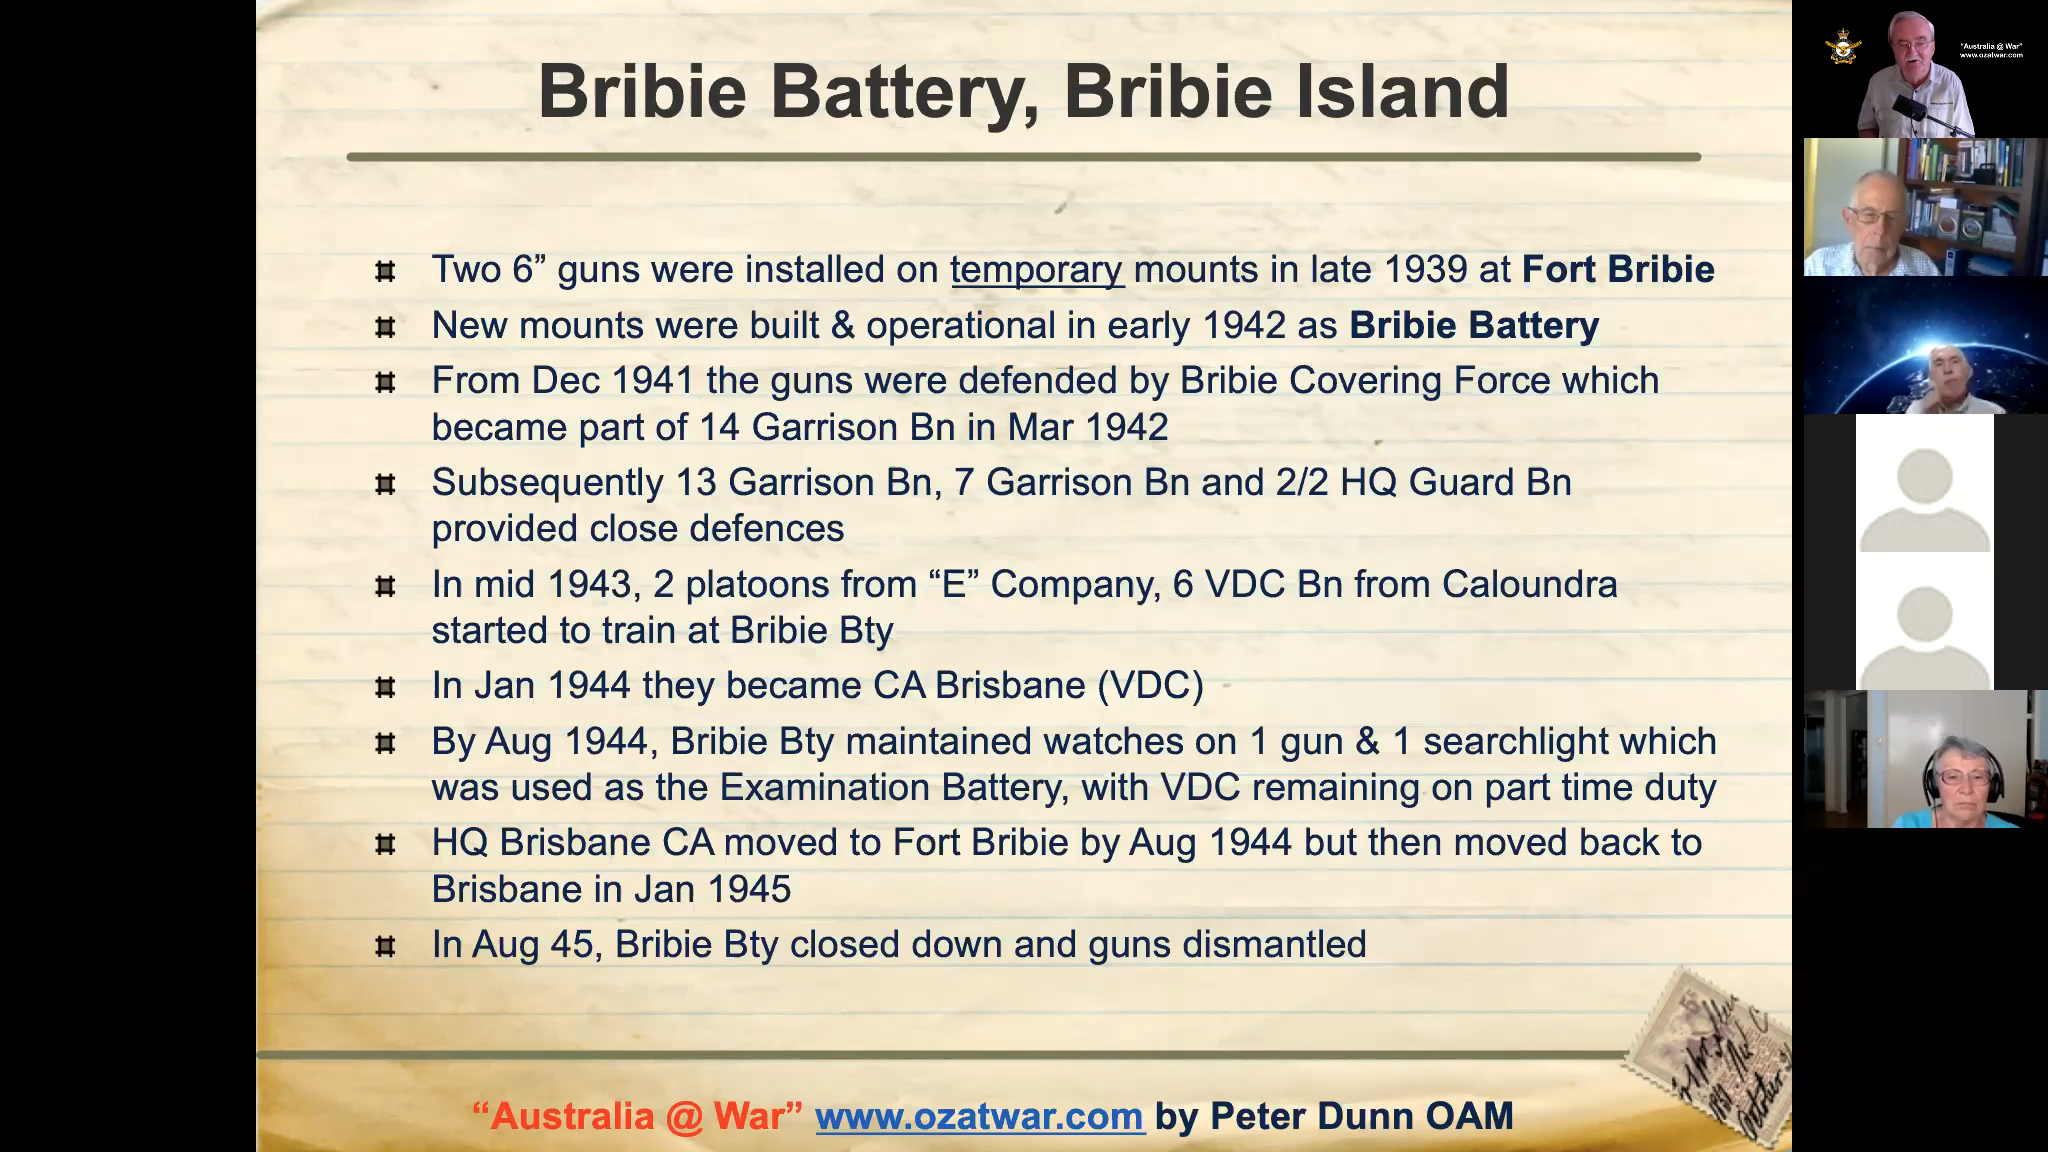 Bribie Battery, Bribie Island
Two 6” guns were installed on temporary mounts in late 1939 at Fort Bribie
New mounts were built & operational in early 1942 as Bribie Battery
From Dec 1941 the guns were defended by Bribie Covering Force which
became part of 14 Garrison Bn in Mar 1942
Subsequently 13 Garrison Bn, 7 Garrison Bn and 2/2 HQ Guard Bn
provided close defences
In mid 1943, 2 platoons from “E” Company, 6 VDC Bn from Caloundra
started to train at Bribie Bty
In Jan 1944 they became CA Brisbane (VDC)
By Aug 1944, Bribie Bty maintained watches on 1 gun & 1 searchlight which
was used as the Examination Battery, with VDC remaining on part time duty
HQ Brisbane CA moved to Fort Bribie by Aug 1944 but then moved back to
Brisbane in Jan 1945
In Aug 45, Bribie Bty closed down and guns dismantled
“Australia @ War” www.ozatwar.com by Peter Dunn OAM
"Australia @ War"
www.ozatwar.com